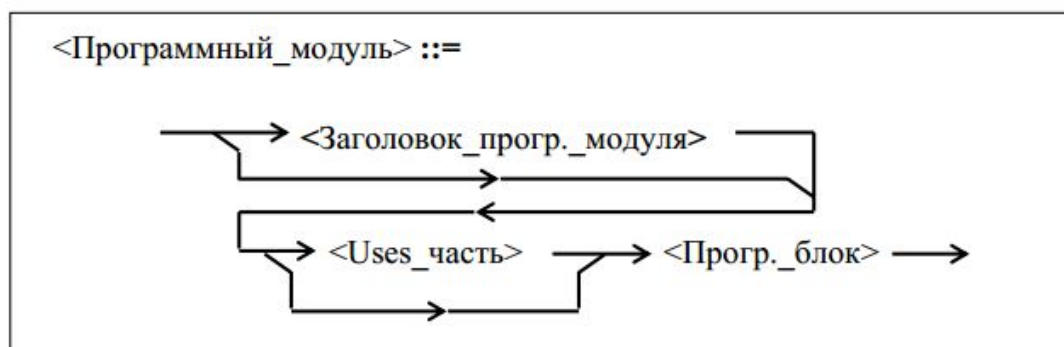 <Программный_модуль> ::=
<Заголовок_прогр._модуля>
<Uses_часть> <Прогр._блок>